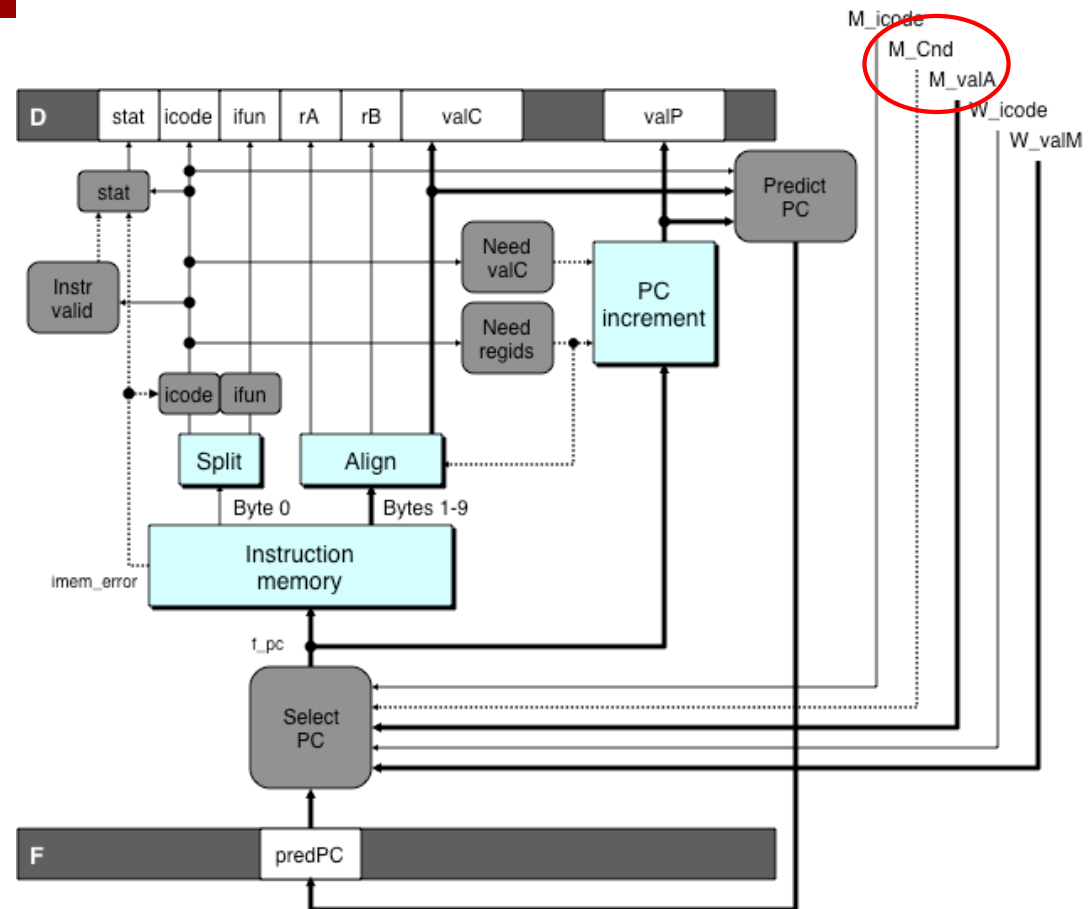 M_icode
M_Cnd
M_valA
W_icode
W_valM
D stat icode ifun rA rB valC valP
stat
Predict
PC
Need
valC
Instr
valid
PC
increment
Need
regids
icode ifun
Split
Align
Byte 0
Bytes 1-9
Instruction
memory
imem_error
f_pc
Select
PC
F predPC